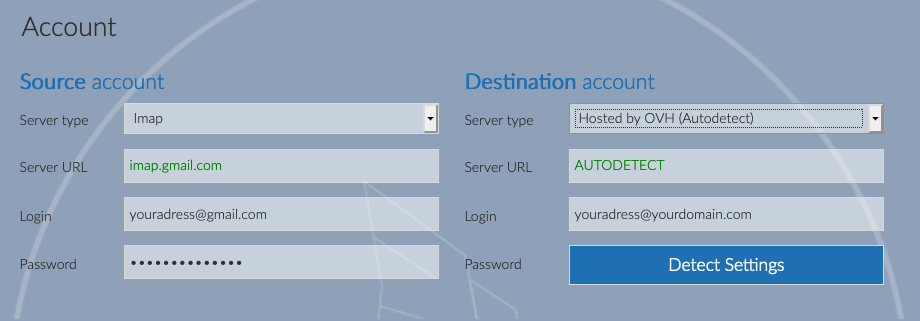 Account
Source account
Server type
Imap
Server URL
imap.gmail.com
Login
youradress@gmail.com
Password
••••••••••••••
Destination account
Server type
Hosted by OVH (Autodetect)
Server URL
AUTODETECT
Login
youradress@yourdomain.com
Password
Detect Settings